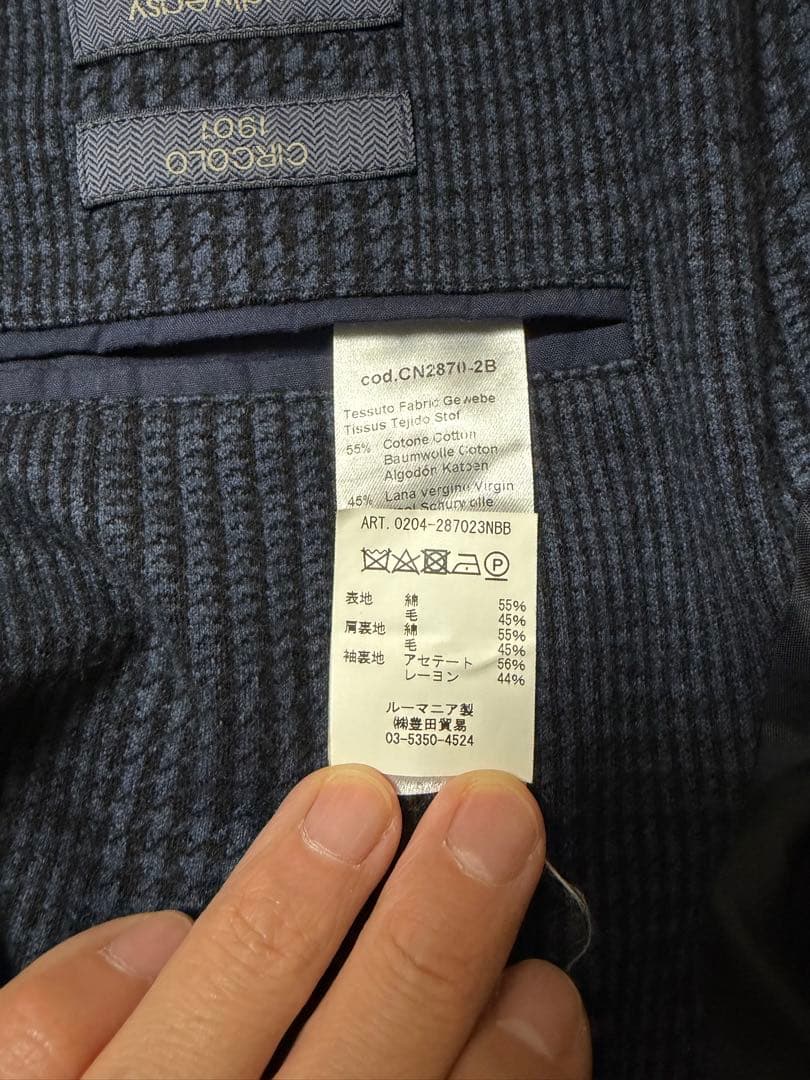 CIRCOLO
1901
cod.CN2870-2B
Tessuto Fabric Gewebe
Tissus Tejido Stof
55% Cotone Cotton
Baumwolle Coton
Algodón Katoen
45% Lana vergine Virgin
Schurwolle
ART. 0204-287023NBB
P
表地 綿 55%
毛 45%
肩裏地 綿 55%
毛 45%
袖裏地 アセテート 56%
レーヨン 44%
ルーマニア製
㈱豊田貿易
03-5350-4524